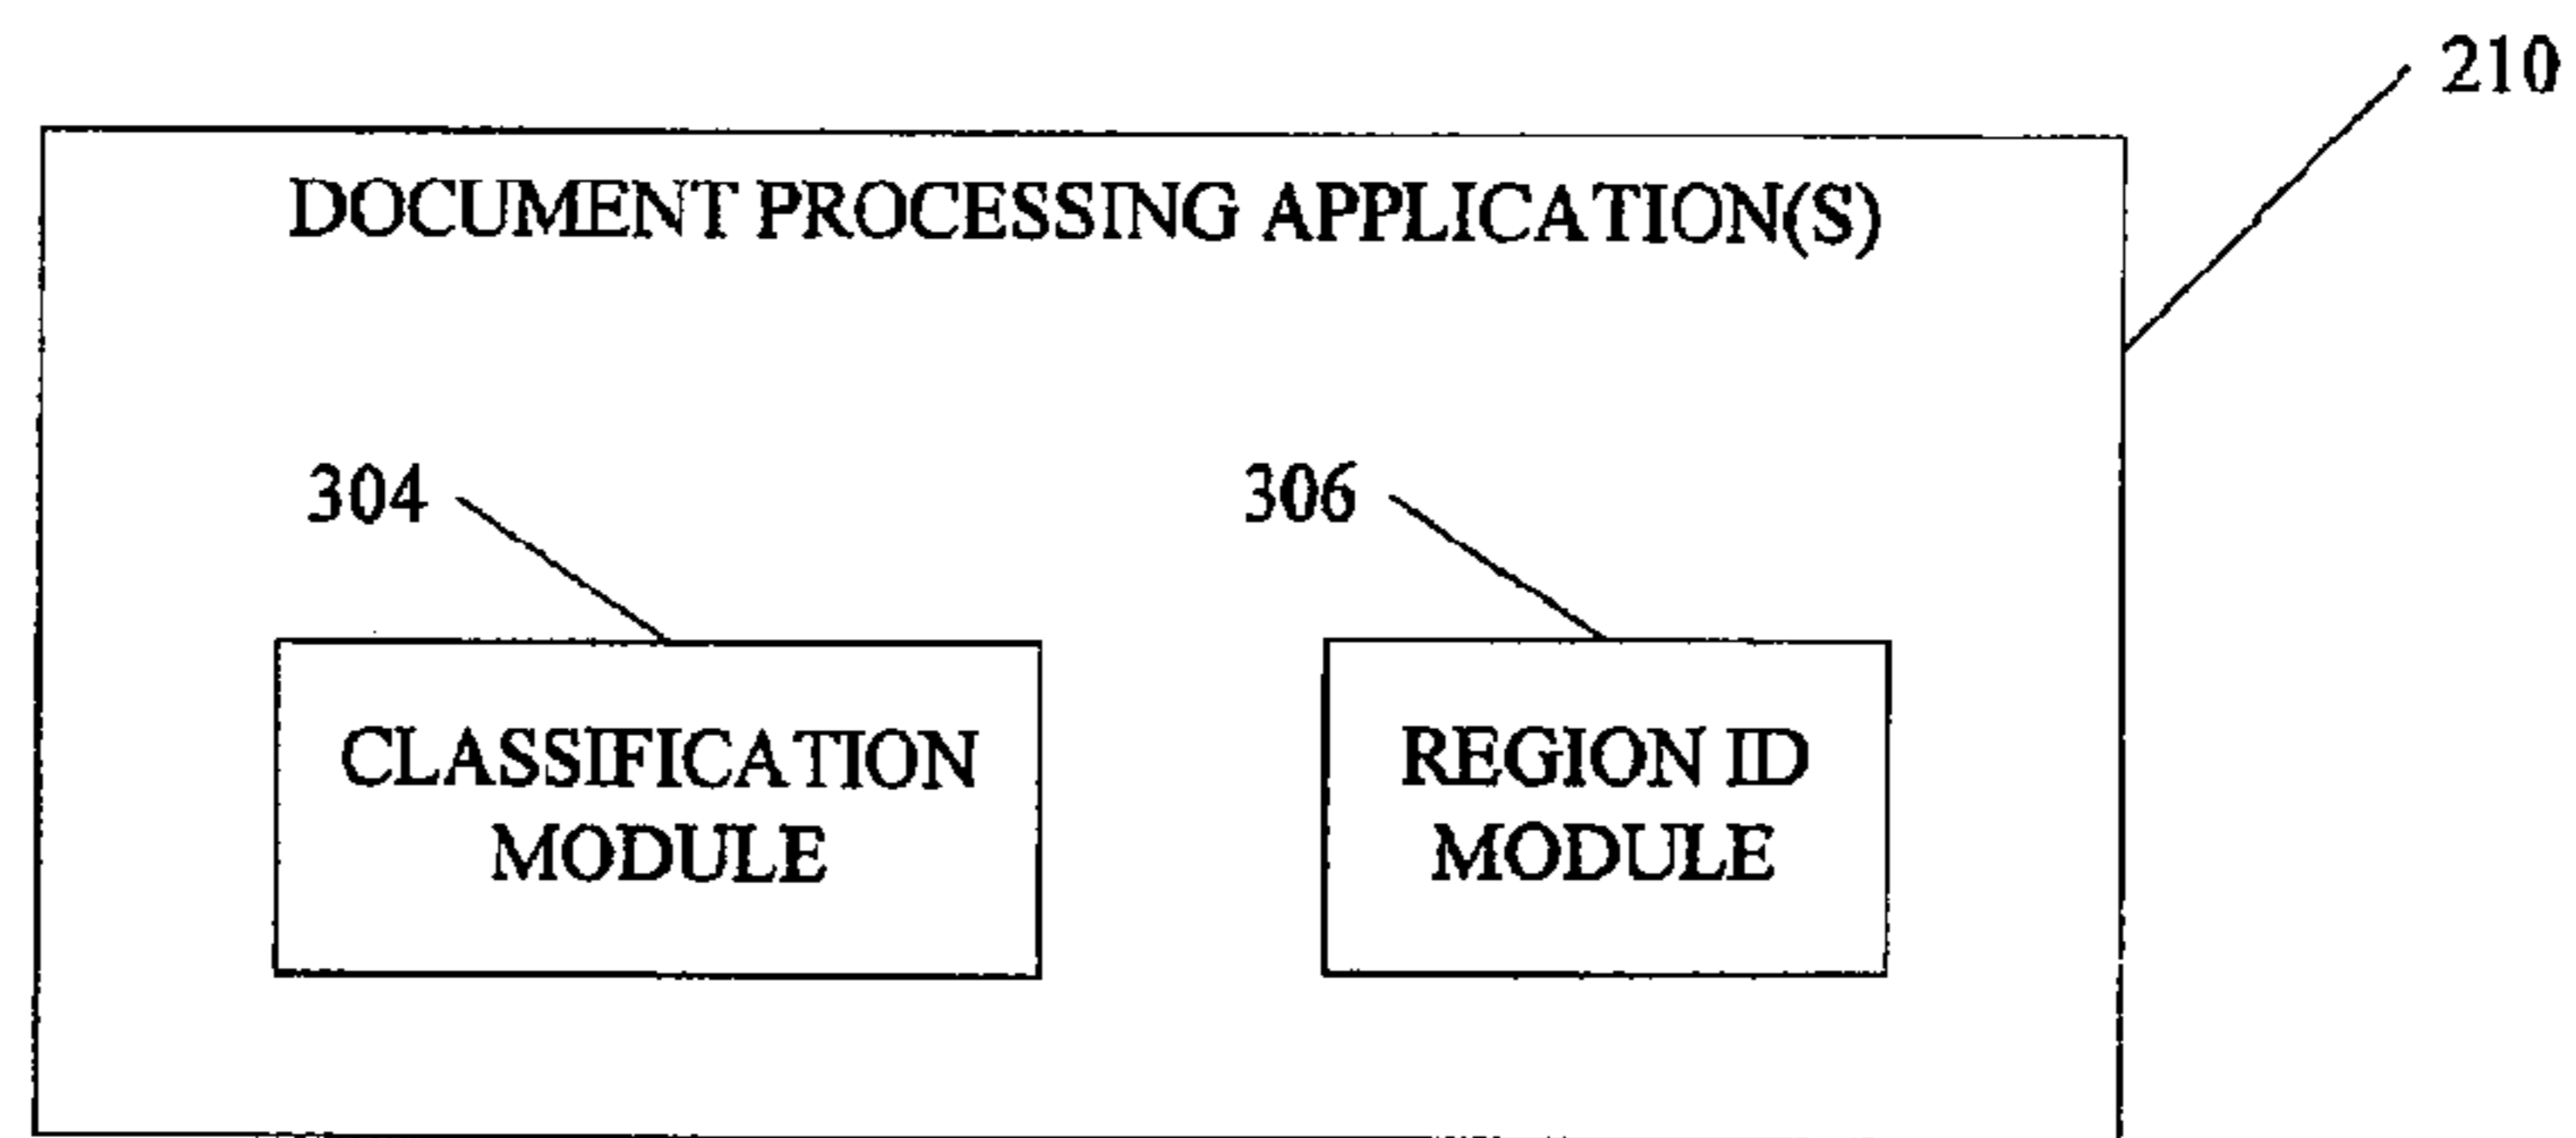 210
DOCUMENT PROCESSING APPLICATION(S)
304
306
CLASSIFICATION
MODULE
REGION ID
MODULE